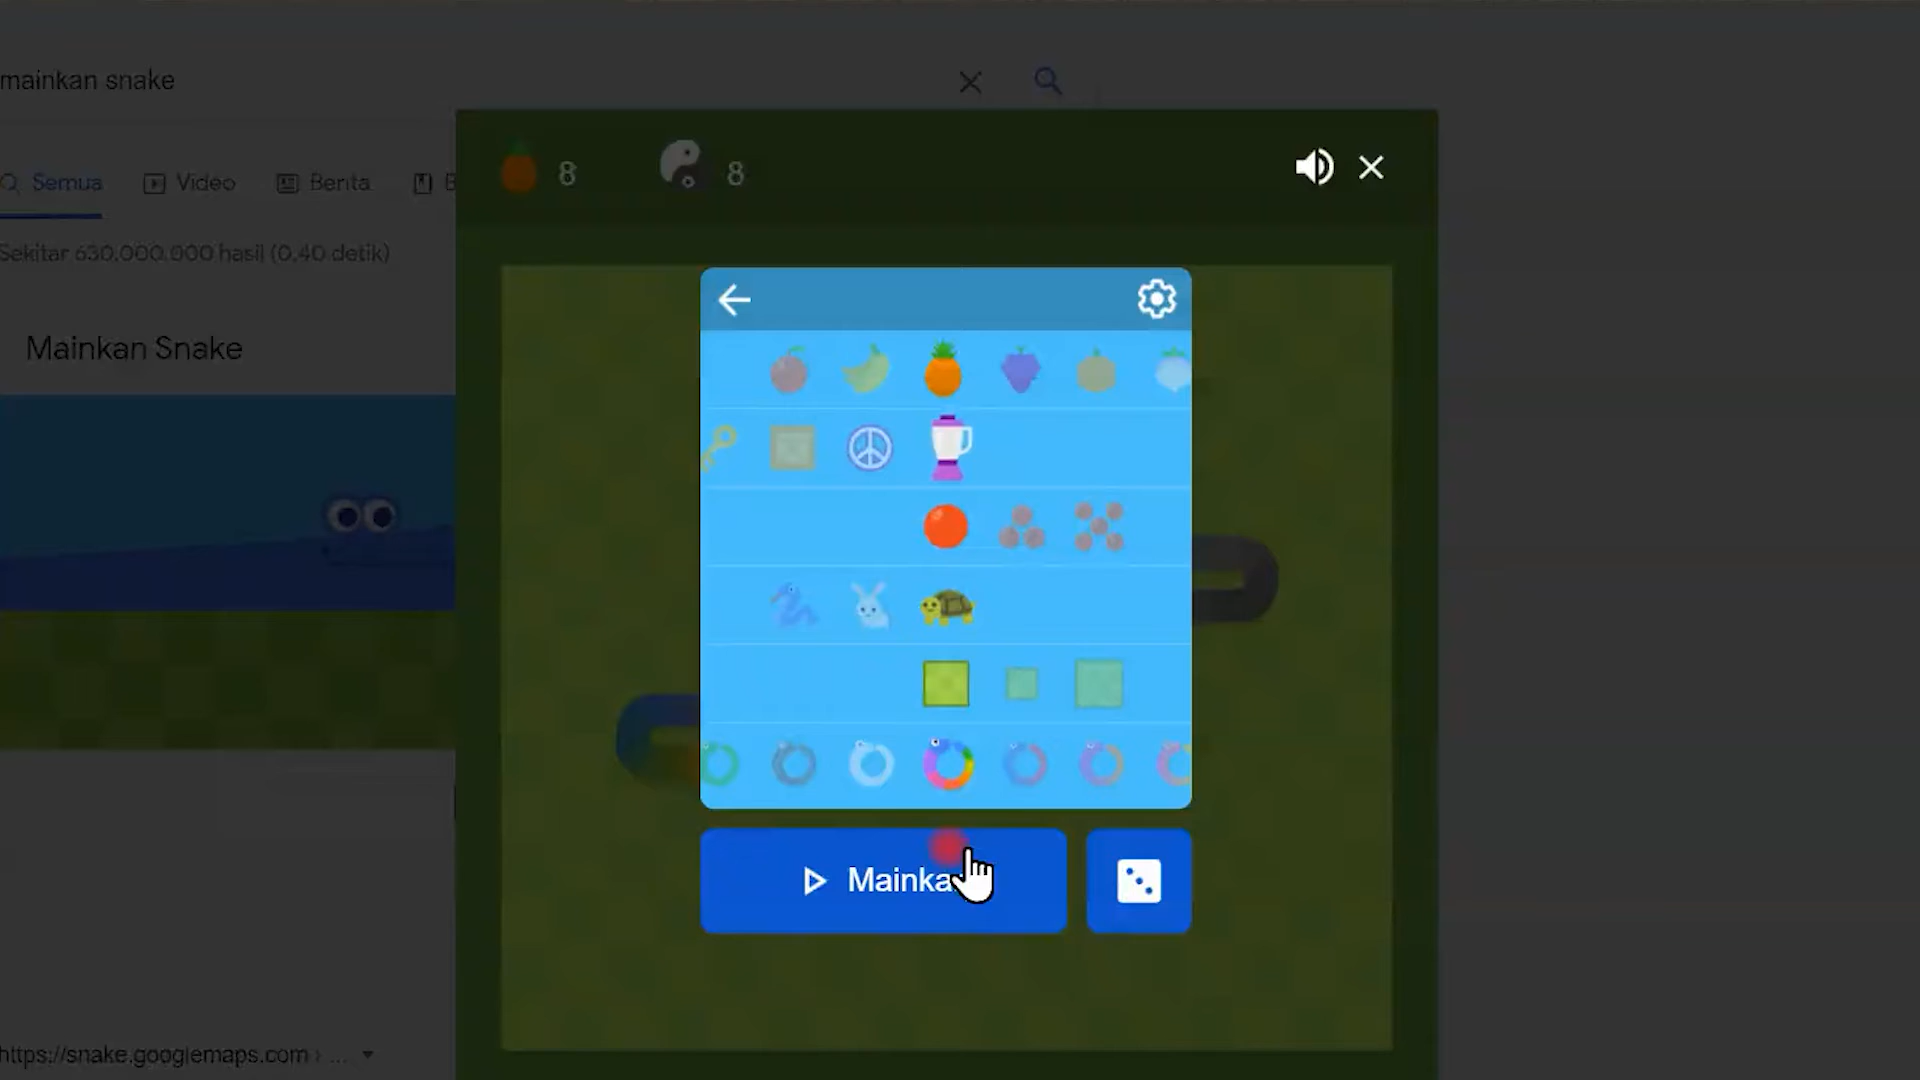 mainkan snake
8 8
Semua Video Berita B
Sekitar 630.000.000 hasil (0,40 detik)
Mainkan Snake
Mainka
https://snake.googlemaps.com › ...